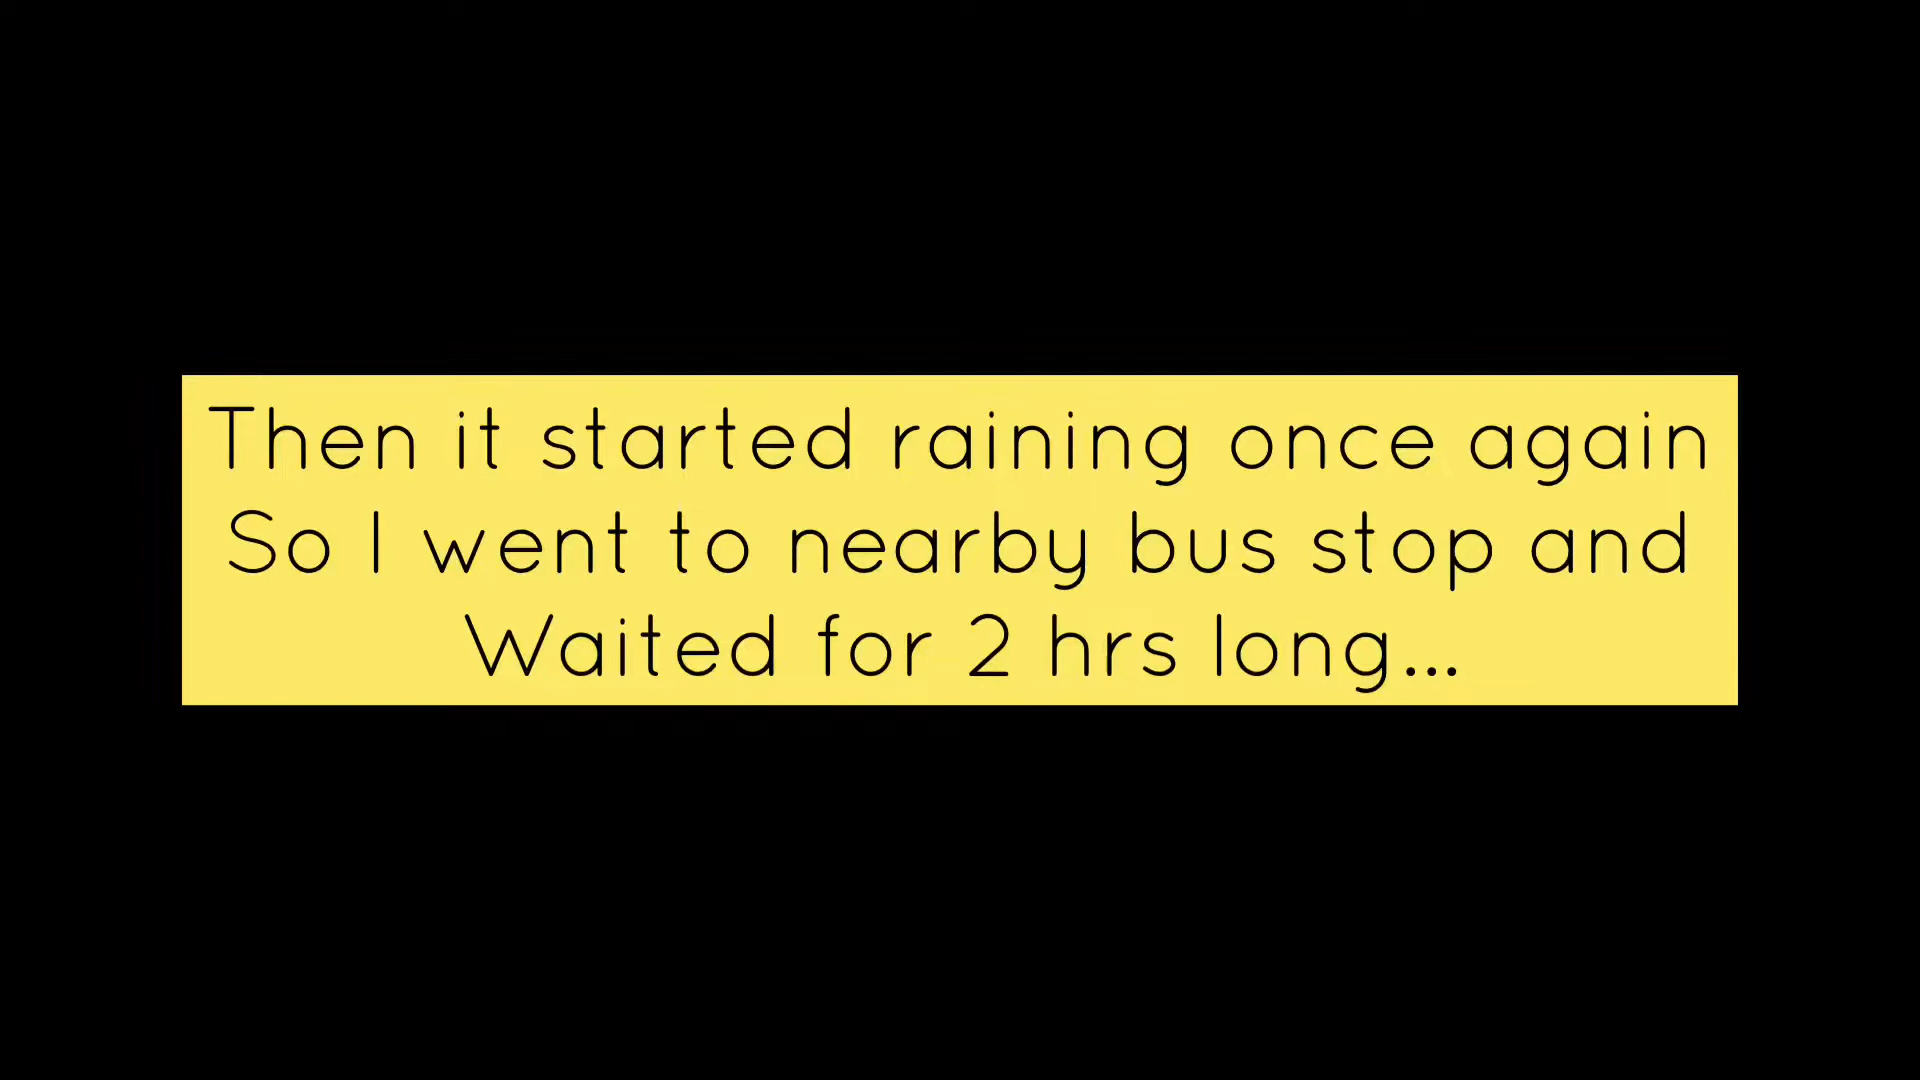 Then it started raining once again
So I went to nearby bus stop and
Waited for 2 hrs long...